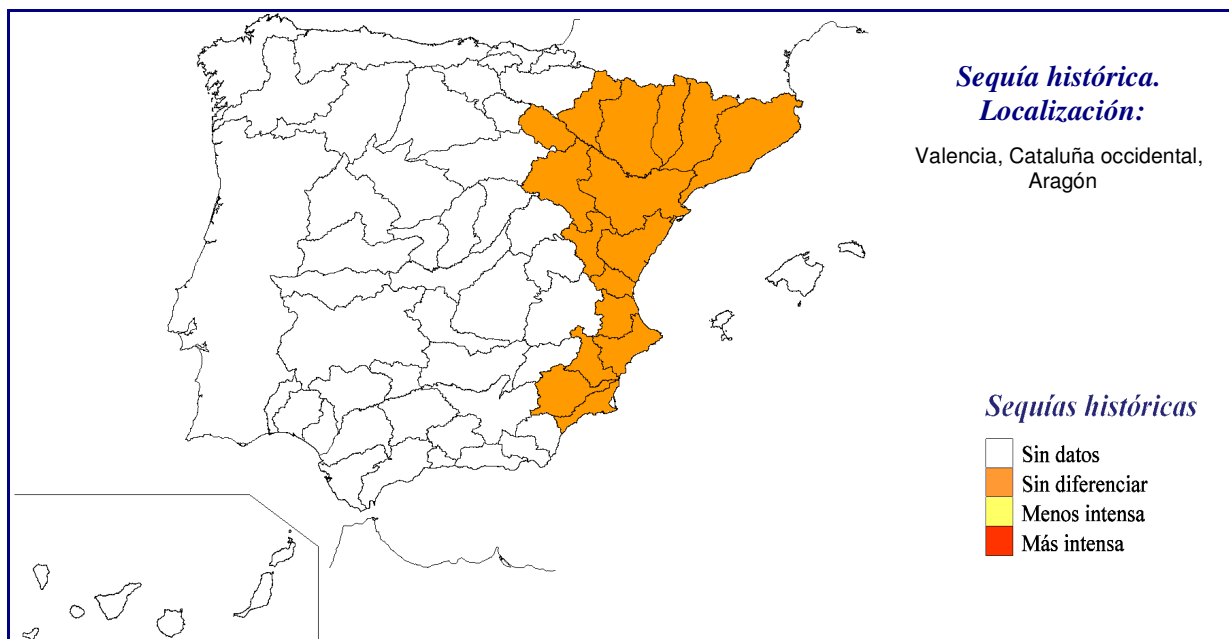 Sequía histórica.
Localización:
Valencia, Cataluña occidental,
Aragón
Sequías históricas
Sin datos
Sin diferenciar
Menos intensa
Más intensa